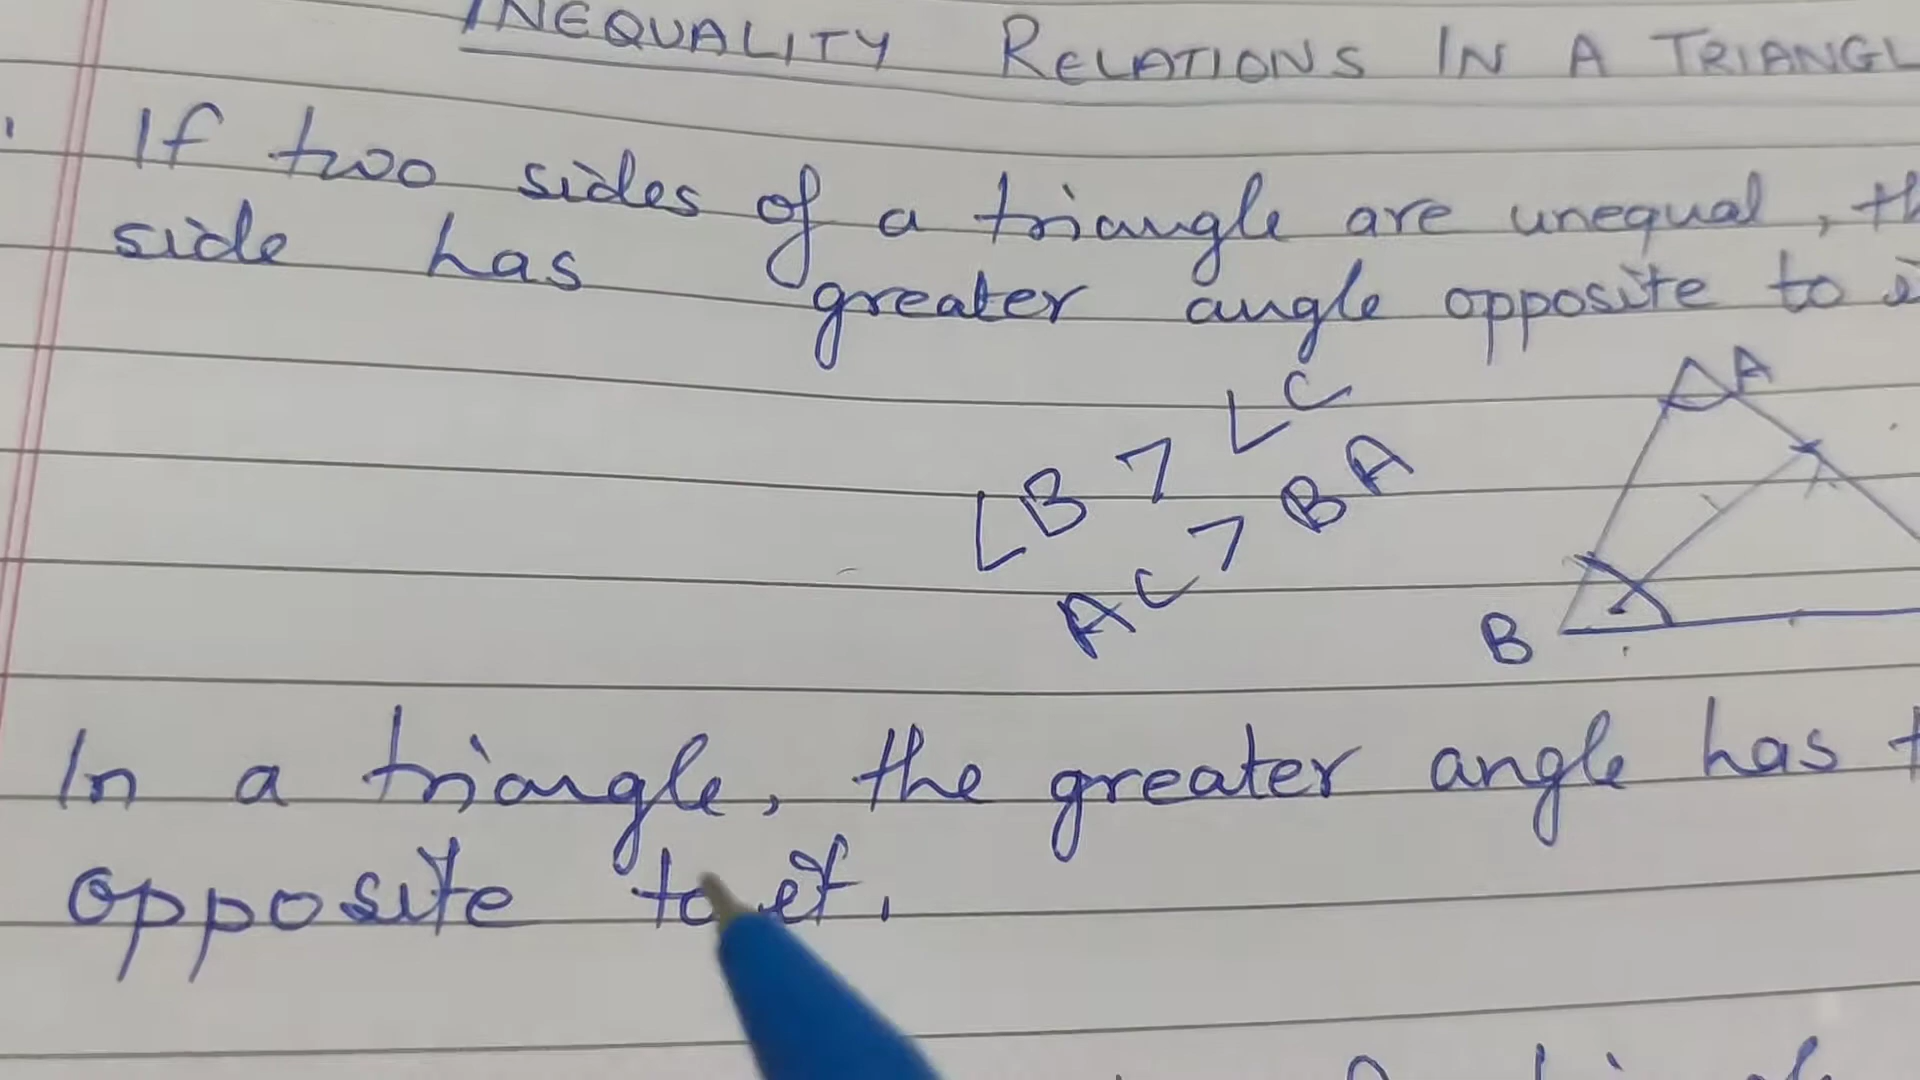 INEQUALITY RELATIONS IN A TRIANGL
If two sides of a triangle are unequal, th
side has greater angle opposite to i
∠B > ∠C
AC > BA
A
B
In a triangle, the greater angle has t
opposite to it.